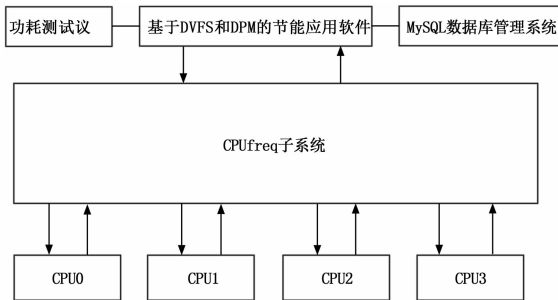 功耗测试议
基于DVFS和DPM的节能应用软件
MySQL数据库管理系统
CPUfreq子系统
CPU0
CPU1
CPU2
CPU3